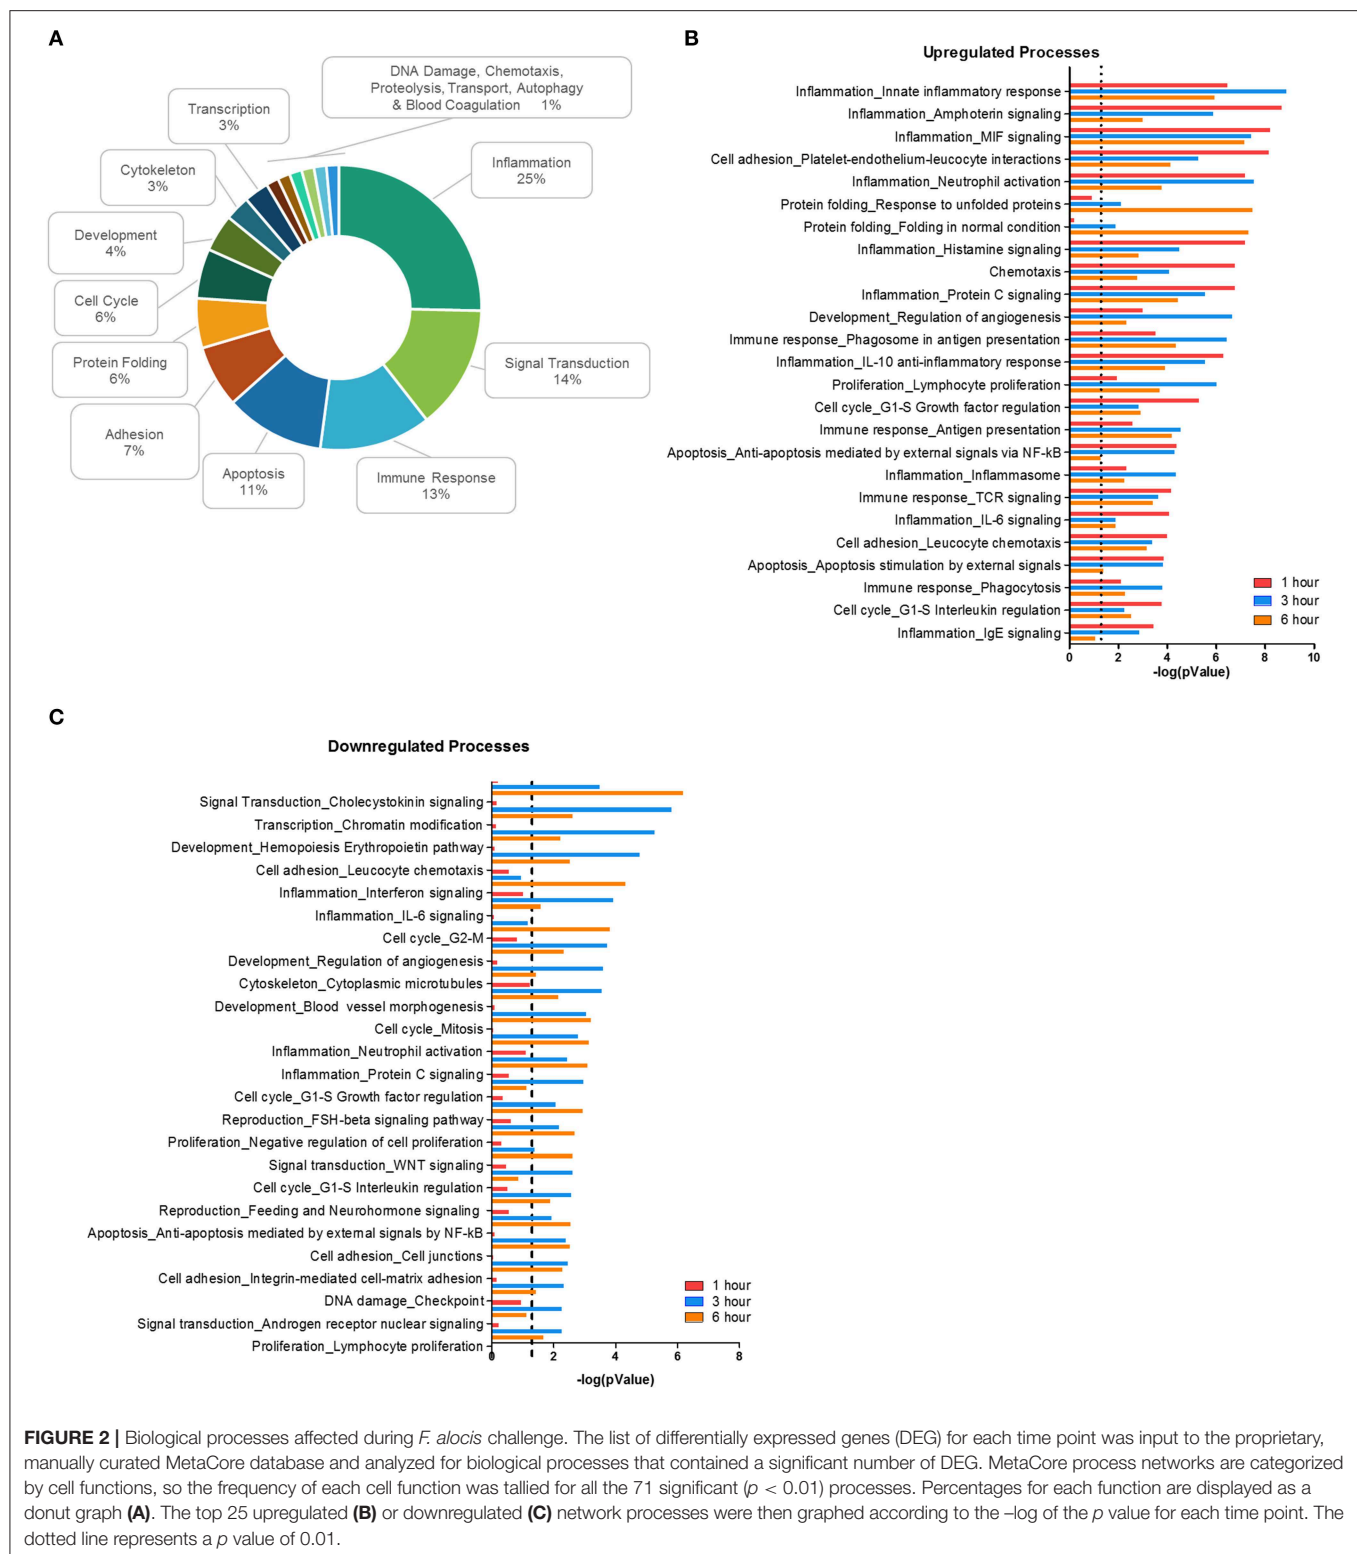 A
DNA Damage, Chemotaxis,
Proteolysis, Transport, Autophagy
& Blood Coagulation 1%
Transcription
3%
Inflammation
25%
Cytokeleton
3%
Development
4%
Cell Cycle
6%
Protein Folding
6%
Signal Transduction
14%
Adhesion
7%
Apoptosis
11%
Immune Response
13%
B
Upregulated Processes
Inflammation_Innate inflammatory response
Inflammation_Amphoterin signaling
Inflammation_MIF signaling
Cell adhesion_Platelet-endothelium-leucocyte interactions
Inflammation_Neutrophil activation
Protein folding_Response to unfolded proteins
Protein folding_Folding in normal condition
Inflammation_Histamine signaling
Chemotaxis
Inflammation_Protein C signaling
Development_Regulation of angiogenesis
Immune response_Phagosome in antigen presentation
Inflammation_IL-10 anti-inflammatory response
Proliferation_Lymphocyte proliferation
Cell cycle_G1-S Growth factor regulation
Immune response_Antigen presentation
Apoptosis_Anti-apoptosis mediated by external signals via NF-kB
Inflammation_Inflammasome
Immune response_TCR signaling
Inflammation_IL-6 signaling
Cell adhesion_Leucocyte chemotaxis
Apoptosis_Apoptosis stimulation by external signals
Immune response_Phagocytosis
Cell cycle_G1-S Interleukin regulation
Inflammation_IgE signaling
1 hour
3 hour
6 hour
0 2 4 6 8 10
-log(pValue)
C
Downregulated Processes
Signal Transduction_Cholecystokinin signaling
Transcription_Chromatin modification
Development_Hemopoiesis Erythropoietin pathway
Cell adhesion_Leucocyte chemotaxis
Inflammation_Interferon signaling
Inflammation_IL-6 signaling
Cell cycle_G2-M
Development_Regulation of angiogenesis
Cytoskeleton_Cytoplasmic microtubules
Development_Blood vessel morphogenesis
Cell cycle_Mitosis
Inflammation_Neutrophil activation
Inflammation_Protein C signaling
Cell cycle_G1-S Growth factor regulation
Reproduction_FSH-beta signaling pathway
Proliferation_Negative regulation of cell proliferation
Signal transduction_WNT signaling
Cell cycle_G1-S Interleukin regulation
Reproduction_Feeding and Neurohormone signaling
Apoptosis_Anti-apoptosis mediated by external signals by NF-kB
Cell adhesion_Cell junctions
Cell adhesion_Integrin-mediated cell-matrix adhesion
DNA damage_Checkpoint
Signal transduction_Androgen receptor nuclear signaling
Proliferation_Lymphocyte proliferation
1 hour
3 hour
6 hour
0 2 4 6 8
-log(pValue)
FIGURE 2 | Biological processes affected during F. alocis challenge. The list of differentially expressed genes (DEG) for each time point was input to the proprietary,
manually curated MetaCore database and analyzed for biological processes that contained a significant number of DEG. MetaCore process networks are categorized
by cell functions, so the frequency of each cell function was tallied for all the 71 significant (p < 0.01) processes. Percentages for each function are displayed as a
donut graph (A). The top 25 upregulated (B) or downregulated (C) network processes were then graphed according to the –log of the p value for each time point. The
dotted line represents a p value of 0.01.